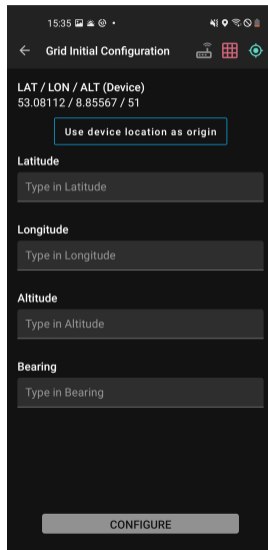 15:35
Grid Initial Configuration
LAT / LON / ALT (Device)
53.08112 / 8.85567 / 51
Use device location as origin
Latitude
Type in Latitude
Longitude
Type in Longitude
Altitude
Type in Altitude
Bearing
Type in Bearing
CONFIGURE